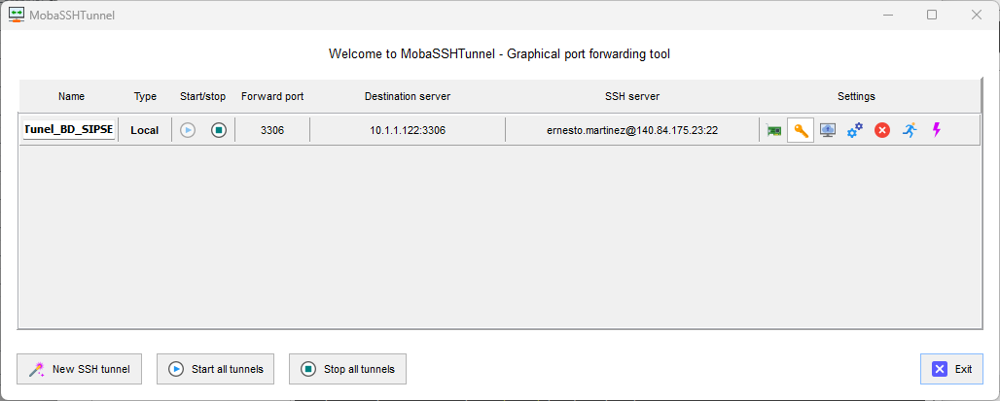 MobaSSHTunnel
Welcome to MobaSSHTunnel - Graphical port forwarding tool
Name Type Start/stop Forward port Destination server SSH server Settings
Tunel_BD_SIPSE Local 3306 10.1.1.122:3306 ernesto.martinez@140.84.175.23:22
New SSH tunnel Start all tunnels Stop all tunnels Exit